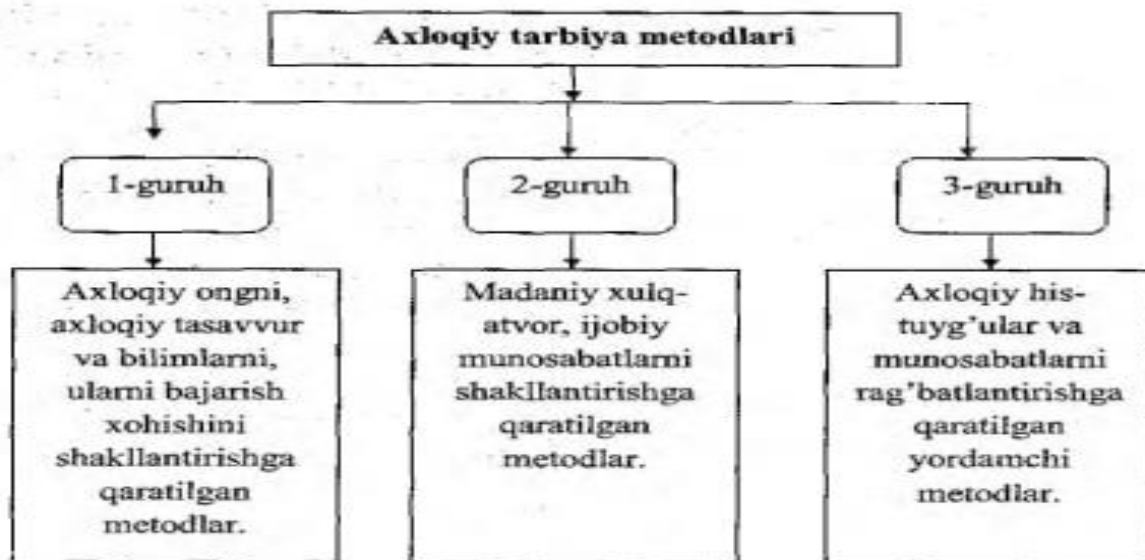 Axloqiy tarbiya metodlari
1-guruh
2-guruh
3-guruh
Axloqiy ongni,
axloqiy tasavvur
va bilimlarni,
ularni bajarish
xohishini
shakllantirishga
qaratilgan
metodlar.
Madaniy xulq-
atvor, ijobiy
munosabatlarni
shakllantirishga
qaratilgan
metodlar.
Axloqiy his-
tuyg'ular va
munosabatlarni
rag'batlantirishga
qaratilgan
yordamchi
metodlar.